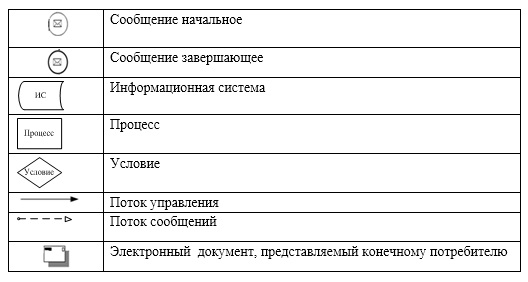 Сообщение начальное
Сообщение завершающее
ИС
Информационная система
Процесс
Процесс
Условие
Условие
Поток управления
Поток сообщений
Электронный документ, представляемый конечному потребителю